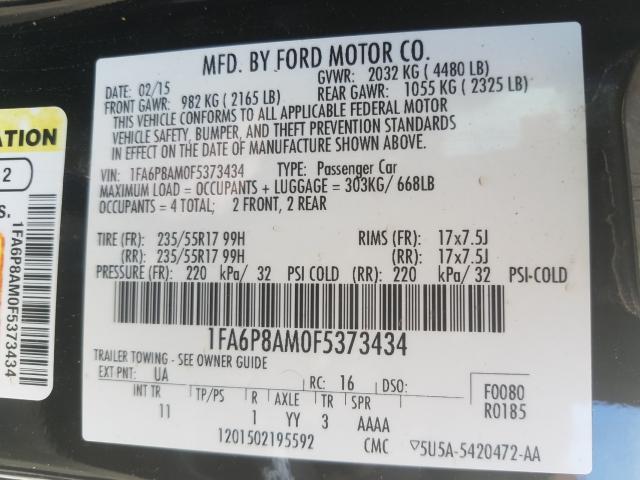 MFD. BY FORD MOTOR CO.
DATE: 02/15 GVWR: 2032 KG ( 4480 LB)
FRONT GAWR: 982 KG ( 2165 LB) REAR GAWR: 1055 KG ( 2325 LB)
THIS VEHICLE CONFORMS TO ALL APPLICABLE FEDERAL MOTOR
VEHICLE SAFETY, BUMPER, AND THEFT PREVENTION STANDARDS
IN EFFECT ON THE DATE OF MANUFACTURE SHOWN ABOVE.
VIN: 1FA6P8AM0F5373434 TYPE: Passenger Car
MAXIMUM LOAD = OCCUPANTS + LUGGAGE = 303KG/ 668LB
OCCUPANTS = 4 TOTAL; 2 FRONT, 2 REAR
TIRE (FR): 235/55R17 99H RIMS (FR): 17x7.5J
(RR): 235/55R17 99H (RR): 17x7.5J
PRESSURE (FR): 220 kPa/ 32 PSI COLD (RR): 220 kPa/ 32 PSI-COLD
1FA6P8AM0F5373434
TRAILER TOWING - SEE OWNER GUIDE
EXT PNT: UA RC: 16 DSO: F0080
INT TR TP/PS R AXLE TR SPR R0185
11 1 YY 3 AAAA
1201502195592 CMC ▽5U5A-5420472-AA
ATION
2
S.
1FA6P8AM0F5373434